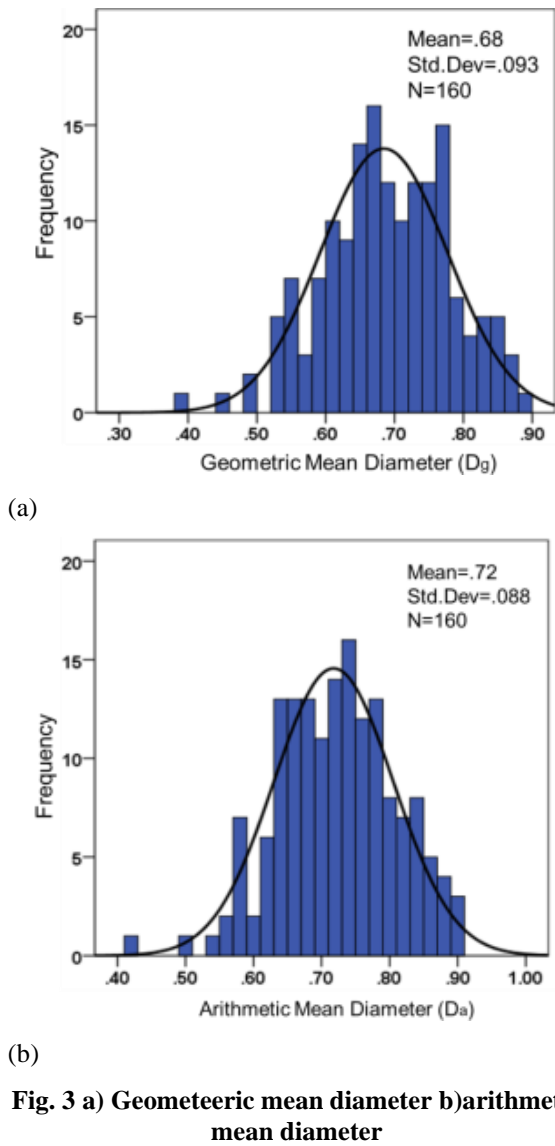 20
15
10
5
0
Frequency
Mean=.68
Std.Dev=.093
N=160
.30 .40 .50 .60 .70 .80 .90
Geometric Mean Diameter (Dg)
(a)
20
15
10
5
0
Frequency
Mean=.72
Std.Dev=.088
N=160
.40 .50 .60 .70 .80 .90 1.00
Arithmetic Mean Diameter (Da)
(b)
Fig. 3 a) Geometeeric mean diameter b)arithmet
mean diameter